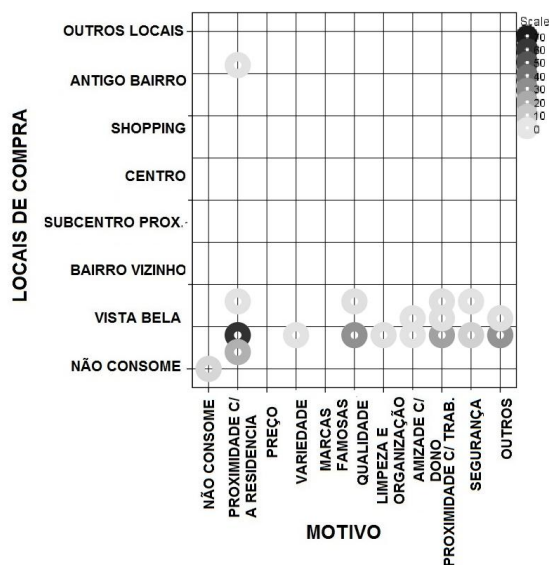 OUTROS LOCAIS
ANTIGO BAIRRO
SHOPPING
CENTRO
SUBCENTRO PROX.
BAIRRO VIZINHO
VISTA BELA
NÃO CONSOME
LOCAIS DE COMPRA
Scale
70
60
50
40
30
20
10
0
NÃO CONSOME
PROXIMIDADE C/
A RESIDENCIA
PREÇO
VARIEDADE
MARCAS
FAMOSAS
QUALIDADE
LIMPEZA E
ORGANIZAÇÃO
AMIZADE C/
DONO
PROXIMIDADE C/ TRAB.
SEGURANÇA
OUTROS
MOTIVO